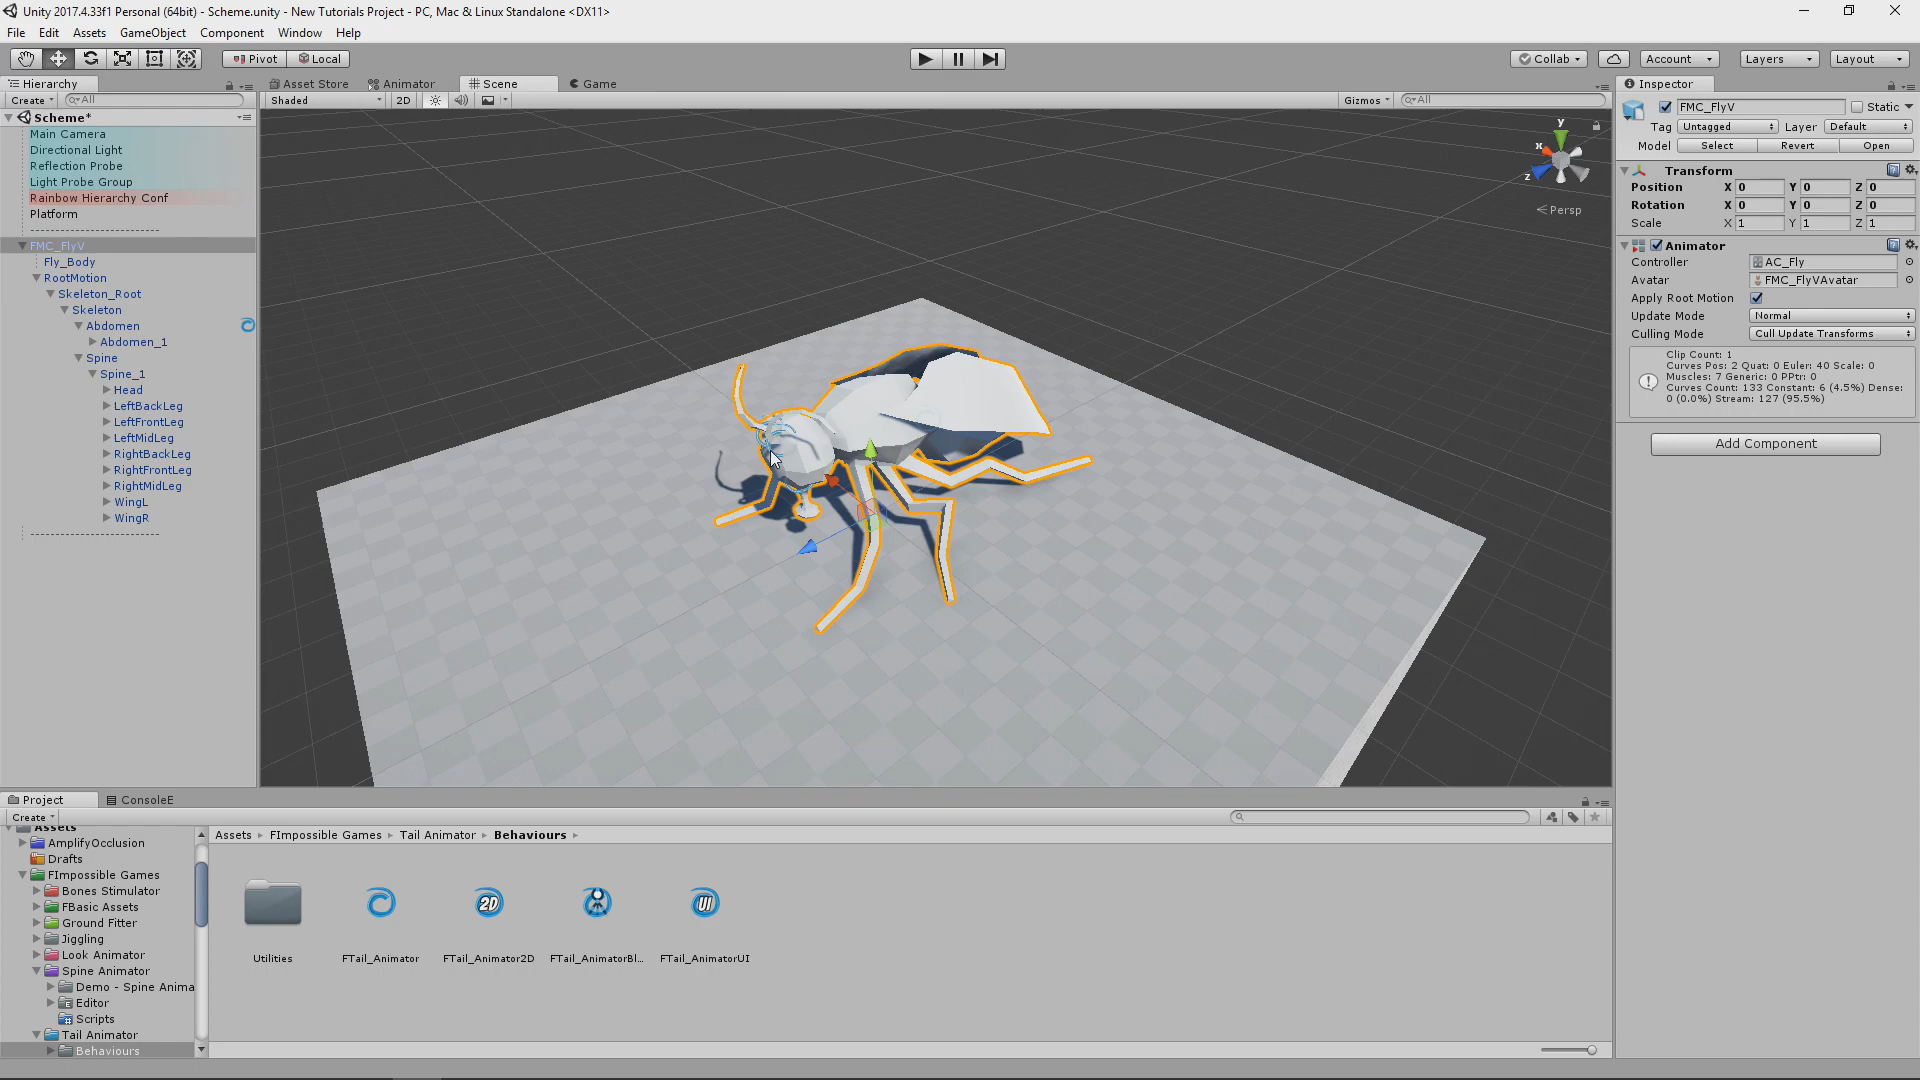 Unity 2017.4.33f1 Personal (64bit) - Scheme.unity - New Tutorials Project - PC, Mac & Linux Standalone <DX11>
File Edit Assets GameObject Component Window Help
Pivot Local Collab Account Layers Layout
Hierarchy Asset Store Animator Scene Game Inspector
Create All Shaded 2D Gizmos All
FMC_FlyV Static
Scheme*
Tag Untagged Layer Default
Main Camera
Directional Light
Model Select Revert Open
Reflection Probe
Light Probe Group
Rainbow Hierarchy Conf
Platform
y
x
z
Persp
Transform
Position X 0 Y 0 Z 0
Rotation X 0 Y 0 Z 0
Scale X 1 Y 1 Z 1
FMC_FlyV
Fly_Body
RootMotion
Skeleton_Root
Skeleton
Abdomen
Abdomen_1
Spine
Spine_1
Head
LeftBackLeg
LeftFrontLeg
LeftMidLeg
RightBackLeg
RightFrontLeg
RightMidLeg
WingL
WingR
Animator
Controller AC_Fly
Avatar FMC_FlyVAvatar
Apply Root Motion
Update Mode Normal
Culling Mode Cull Update Transforms
Clip Count: 1
Curves Pos: 2 Quat: 0 Euler: 40 Scale: 0
Muscles: 7 Generic: 0 PPtr: 0
Curves Count: 133 Constant: 6 (4.5%) Dense:
0 (0.0%) Stream: 127 (95.5%)
Add Component
Project ConsoleE
Create
Assets
AmplifyOcclusion
Drafts
FImpossible Games
Bones Stimulator
FBasic Assets
Ground Fitter
Jiggling
Look Animator
Spine Animator
Demo - Spine Anima
Editor
Scripts
Tail Animator
Behaviours
Assets FImpossible Games Tail Animator Behaviours
2D UI
Utilities FTail_Animator FTail_Animator2D FTail_AnimatorBl... FTail_AnimatorUI